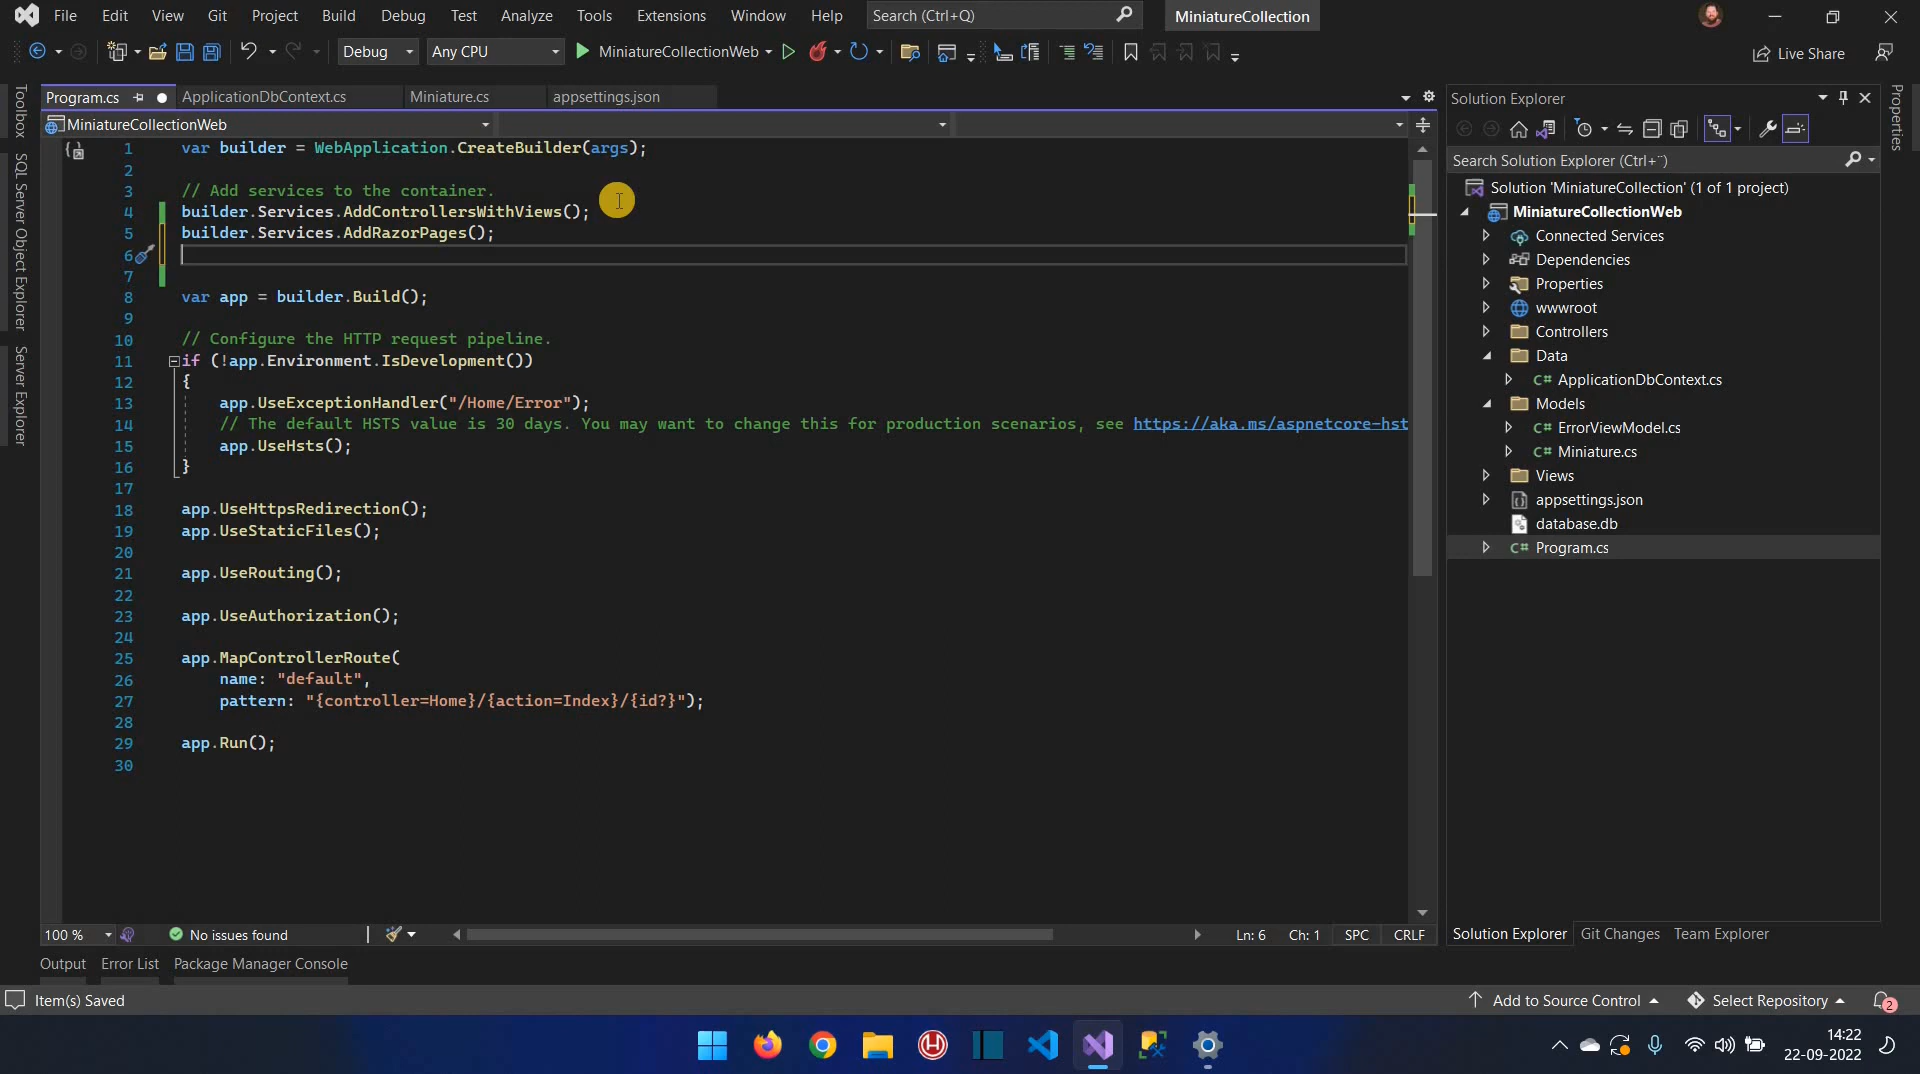 File Edit View Git Project Build Debug Test Analyze Tools Extensions Window Help Search (Ctrl+Q) MiniatureCollection
Debug Any CPU MiniatureCollectionWeb Live Share
Program.cs ApplicationDbContext.cs Miniature.cs appsettings.json
MiniatureCollectionWeb
1 var builder = WebApplication.CreateBuilder(args);
2
3 // Add services to the container.
4 builder.Services.AddControllersWithViews();
5 builder.Services.AddRazorPages();
6
7
8 var app = builder.Build();
9
10 // Configure the HTTP request pipeline.
11 if (!app.Environment.IsDevelopment())
12 {
13 app.UseExceptionHandler("/Home/Error");
14 // The default HSTS value is 30 days. You may want to change this for production scenarios, see https://aka.ms/aspnetcore-hst
15 app.UseHsts();
16 }
17
18 app.UseHttpsRedirection();
19 app.UseStaticFiles();
20
21 app.UseRouting();
22
23 app.UseAuthorization();
24
25 app.MapControllerRoute(
26 name: "default",
27 pattern: "{controller=Home}/{action=Index}/{id?}");
28
29 app.Run();
30
100 % No issues found Ln: 6 Ch: 1 SPC CRLF
Output Error List Package Manager Console
Toolbox
SQL Server Object Explorer
Server Explorer
Solution Explorer
Search Solution Explorer (Ctrl+¨)
Solution 'MiniatureCollection' (1 of 1 project)
MiniatureCollectionWeb
Connected Services
Dependencies
Properties
wwwroot
Controllers
Data
C# ApplicationDbContext.cs
Models
C# ErrorViewModel.cs
C# Miniature.cs
Views
appsettings.json
database.db
C# Program.cs
Solution Explorer Git Changes Team Explorer
Properties
Item(s) Saved Add to Source Control Select Repository 2
14:22
22-09-2022